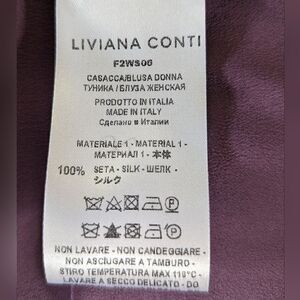 LIVIANA CONTI
F2WS06
CASACCA/BLUSA DONNA
ТУНИКА / БЛУЗА ЖЕНСКАЯ
PRODOTTO IN ITALIA
MADE IN ITALY
Сделано в Италии
MATERIALE 1 - MATERIAL 1 -
МАТЕРИАЛ 1 - 本体
100% SETA - SILK - ШЕЛК -
シルク
NON LAVARE - NON CANDEGGIARE -
NON ASCIUGARE A TAMBURO -
STIRO TEMPERATURA MAX 110°C -
LAVARE A SECCO DELICATO - DO